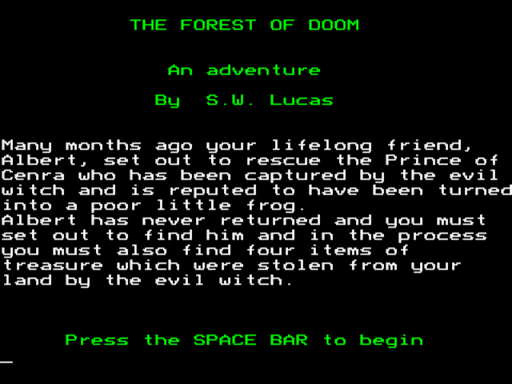 THE FOREST OF DOOM
An adventure
By S.W. Lucas
Many months ago your lifelong friend,
Albert, set out to rescue the Prince of
Cenra who has been captured by the evil
witch and is reputed to have been turned
into a poor little frog.
Albert has never returned and you must
set out to find him and in the process
you must also find four items of
treasure which were stolen from your
land by the evil witch.
Press the SPACE BAR to begin